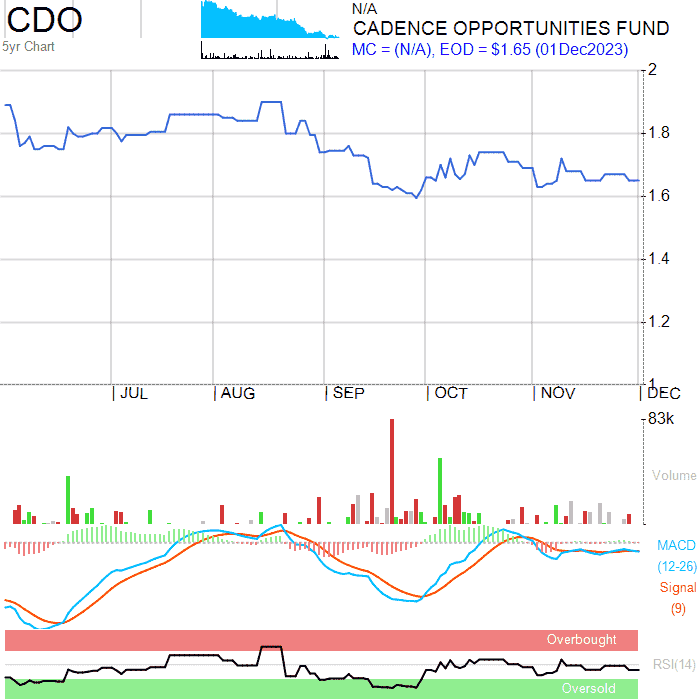 CDO
5yr Chart
N/A
CADENCE OPPORTUNITIES FUND
MC = (N/A), EOD = $1.65 (01Dec2023)
2
1.8
1.6
1.4
1.2
1
| JUL | AUG | SEP | OCT | NOV | DEC
83k
Volume
MACD
(12-26)
Signal
(9)
Overbought
RSI(14)
Oversold